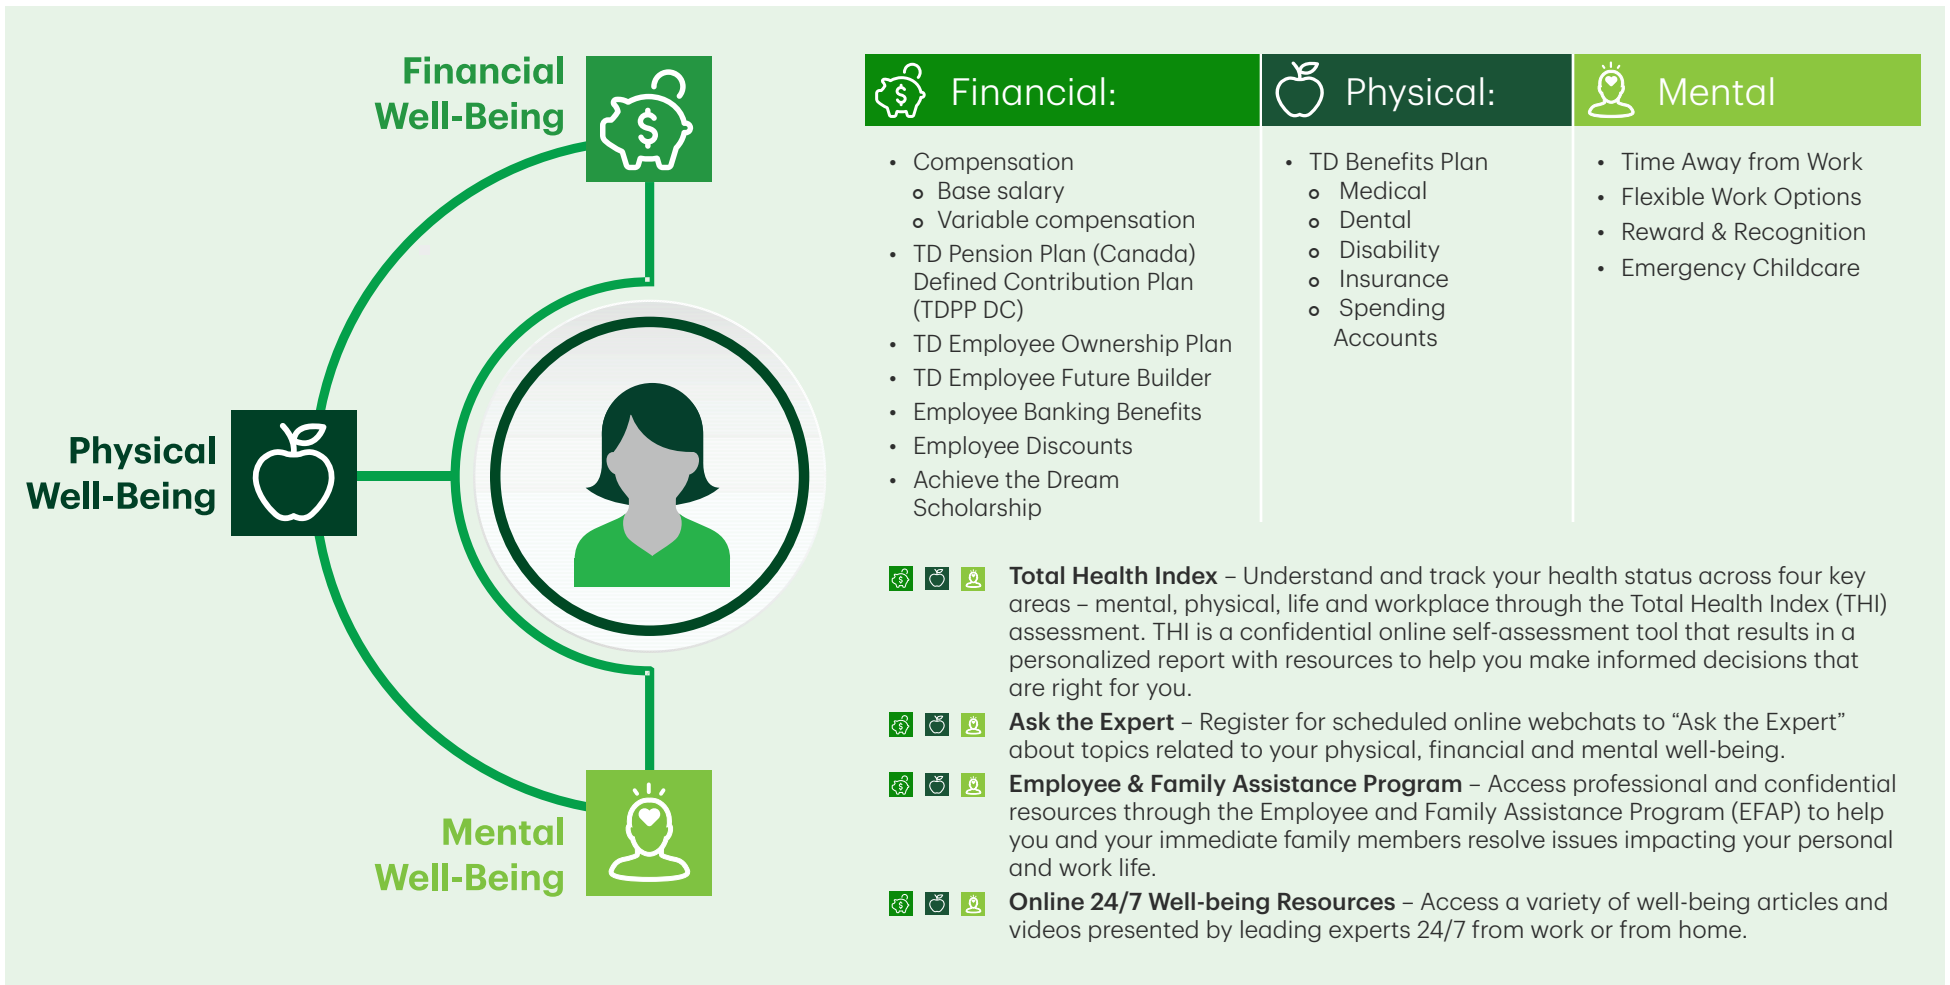 Financial
Well-Being
Physical
Well-Being
Mental
Well-Being
Financial:
• Compensation
o Base salary
o Variable compensation
• TD Pension Plan (Canada)
Defined Contribution Plan
(TDPP DC)
• TD Employee Ownership Plan
• TD Employee Future Builder
• Employee Banking Benefits
• Employee Discounts
• Achieve the Dream
Scholarship
Physical:
• TD Benefits Plan
o Medical
o Dental
o Disability
o Insurance
o Spending
Accounts
Mental
• Time Away from Work
• Flexible Work Options
• Reward & Recognition
• Emergency Childcare
Total Health Index – Understand and track your health status across four key
areas – mental, physical, life and workplace through the Total Health Index (THI)
assessment. THI is a confidential online self-assessment tool that results in a
personalized report with resources to help you make informed decisions that
are right for you.
Ask the Expert – Register for scheduled online webchats to “Ask the Expert”
about topics related to your physical, financial and mental well-being.
Employee & Family Assistance Program – Access professional and confidential
resources through the Employee and Family Assistance Program (EFAP) to help
you and your immediate family members resolve issues impacting your personal
and work life.
Online 24/7 Well-being Resources – Access a variety of well-being articles and
videos presented by leading experts 24/7 from work or from home.